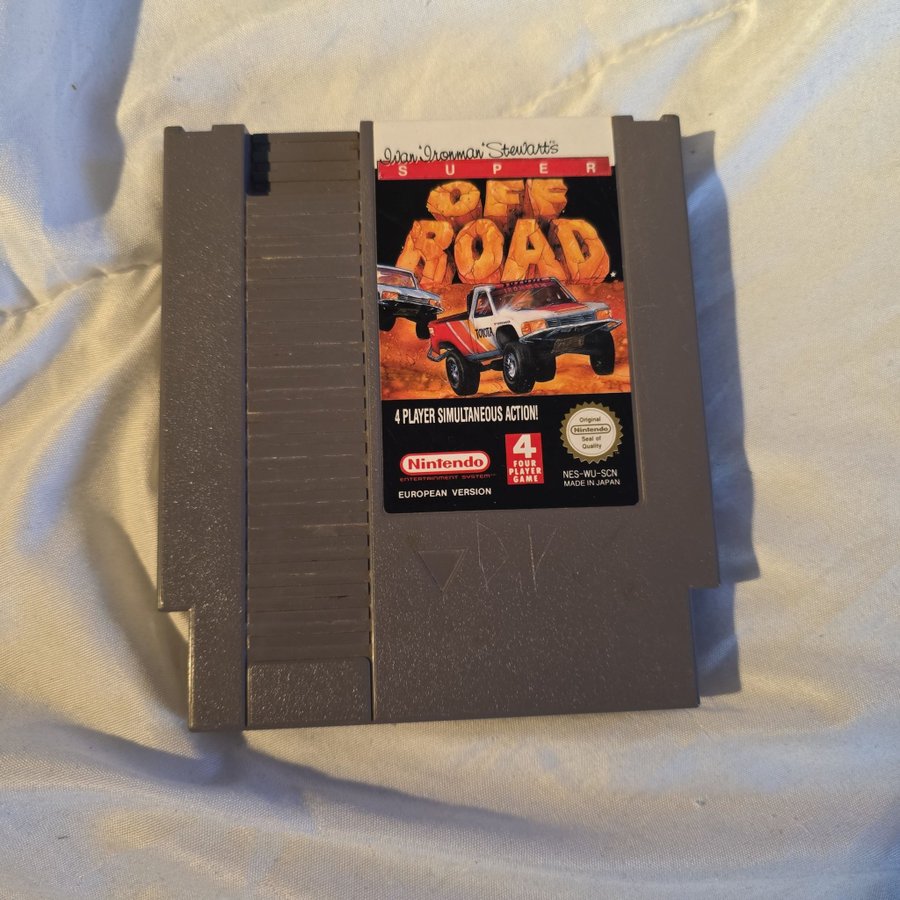 Ivan "Ironman" Stewart's
SUPER
OFF
ROAD
TOYOTA
4 PLAYER SIMULTANEOUS ACTION!
Nintendo
ENTERTAINMENT SYSTEM
EUROPEAN VERSION
4
FOUR
PLAYER
GAME
Original
Nintendo
Seal of
Quality
NES-WU-SCN
MADE IN JAPAN